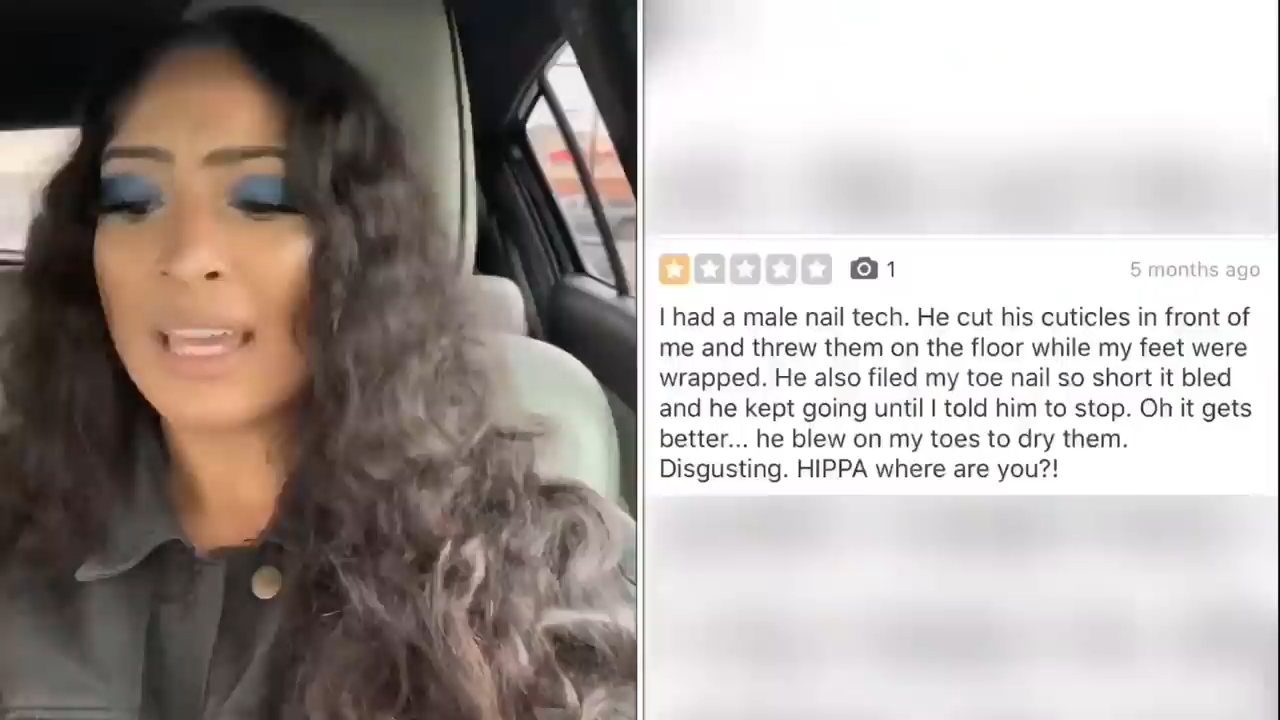 1
5 months ago
I had a male nail tech. He cut his cuticles in front of
me and threw them on the floor while my feet were
wrapped. He also filed my toe nail so short it bled
and he kept going until I told him to stop. Oh it gets
better... he blew on my toes to dry them.
Disgusting. HIPPA where are you?!